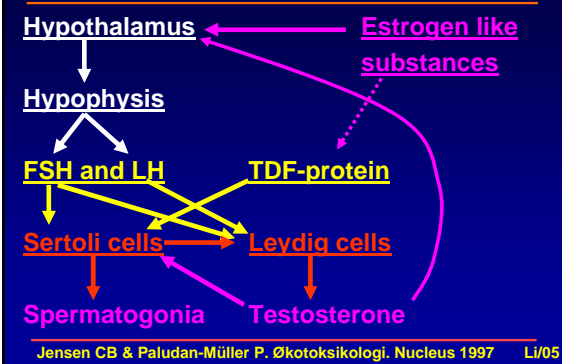 Hypothalamus Estrogen like
substances
Hypophysis
FSH and LH TDF-protein
Sertoli cells Leydig cells
Spermatogonia Testosterone
Jensen CB & Paludan-Müller P. Økotoksikologi. Nucleus 1997 Li/05